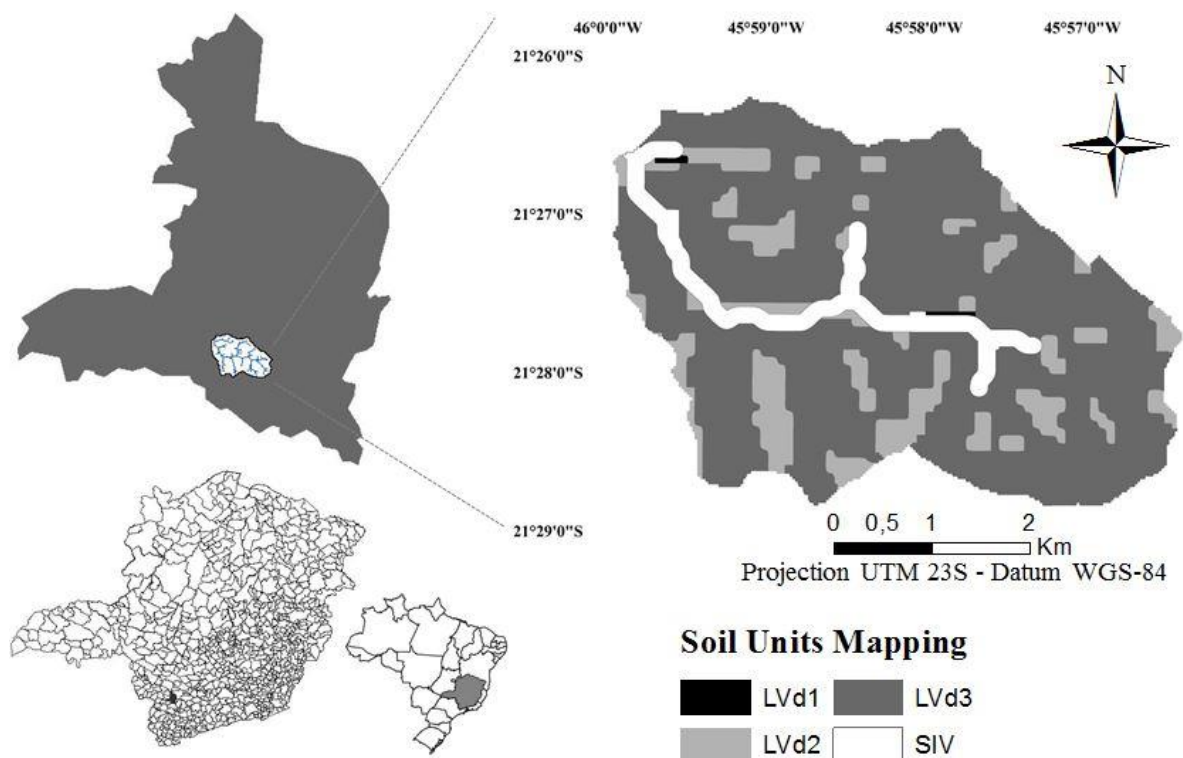 46°0'0"W 45°59'0"W 45°58'0"W 45°57'0"W
21°26'0"S
N
21°27'0"S
21°28'0"S
21°29'0"S
0 0,5 1 2
Km
Projection UTM 23S - Datum WGS-84
Soil Units Mapping
LVd1 LVd3
LVd2 SIV